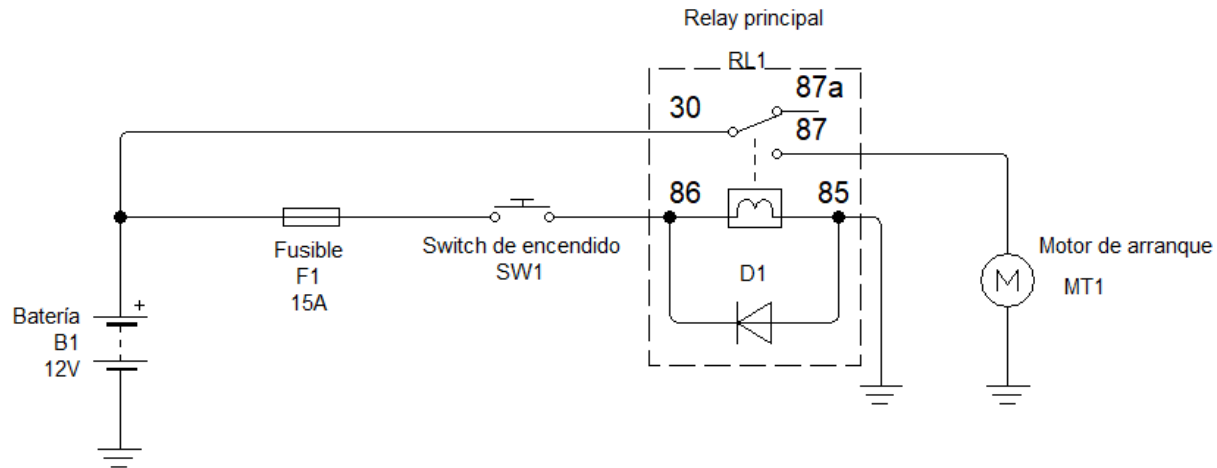 Relay principal
RL1
87a
30
87
86
85
Fusible
F1
15A
Switch de encendido
SW1
D1
Motor de arranque
M
MT1
+
Batería
B1
12V